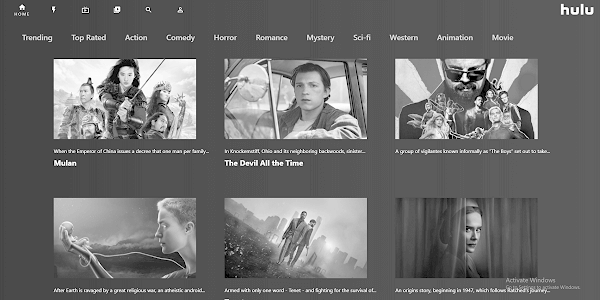 HOME
hulu
Trending Top Rated Action Comedy Horror Romance Mystery Sci-fi Western Animation Movie
When the Emperor of China issues a decree that one man per family...
Mulan
In Knockemstiff, Ohio and its neighboring backwoods, sinister...
The Devil All the Time
A group of vigilantes known informally as "The Boys" set out to take...
After Earth is ravaged by a great religious war, an atheistic android...
Armed with only one word - Tenet - and fighting for the survival of...
An origins story, beginning in 1947, which follows Ratched's journey...
Activate Windows
Go to Settings to activate Windows.